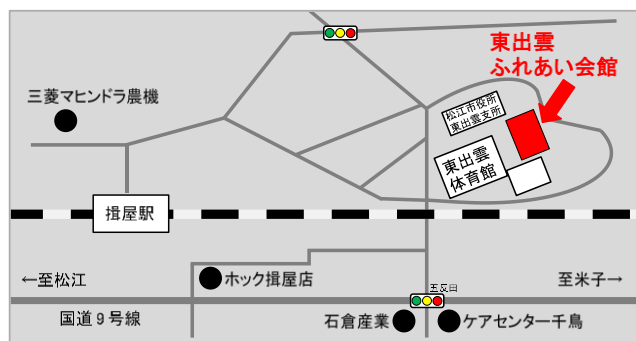 東出雲
ふれあい会館
三菱マヒンドラ農機
松江市役所
東出雲支所
東出雲
体育館
揖屋駅
←至松江
ホック揖屋店
五反田
至米子→
国道９号線
石倉産業
ケアセンター千鳥